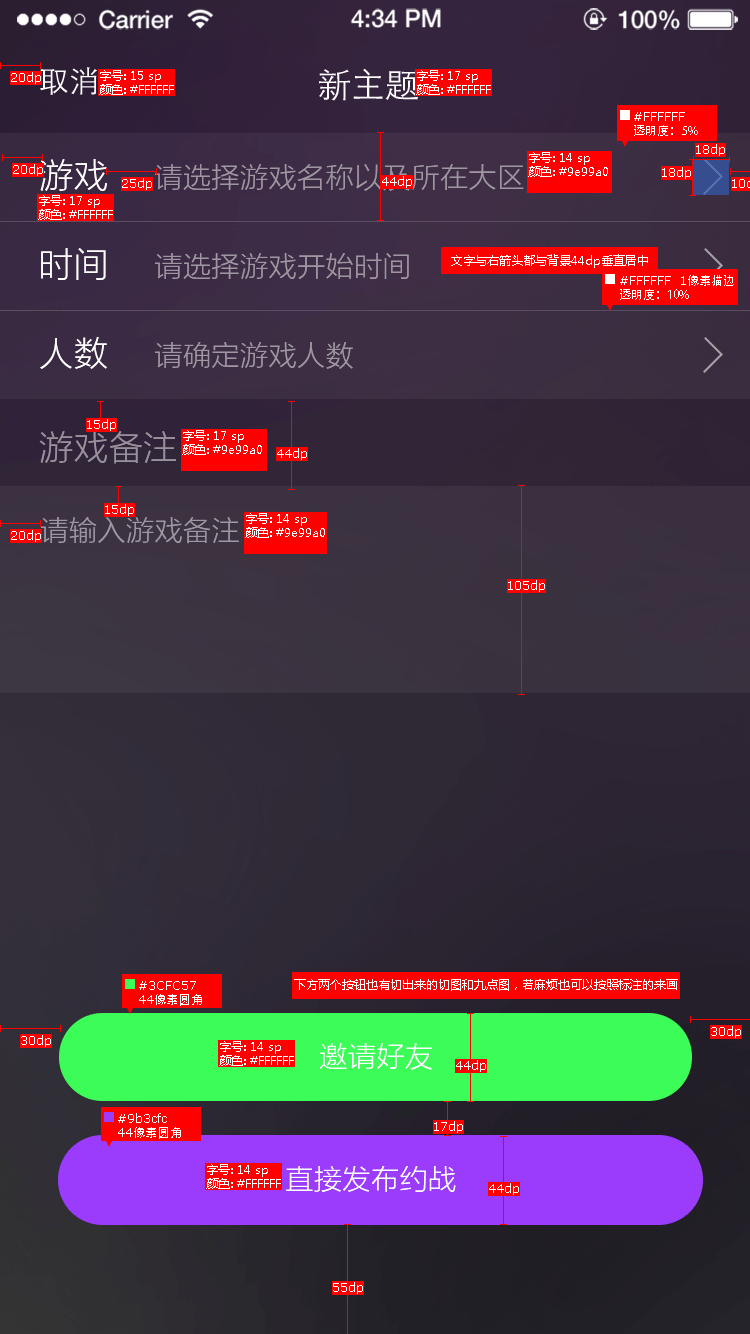 Carrier 4:34 PM 100%
20dp 取消 字号: 15 sp
颜色: #FFFFFF
新主题 字号: 17 sp
颜色: #FFFFFF
#FFFFFF
透明度: 5%
20dp 游戏 25dp 请选择游戏名称以及所在大区 44dp
字号: 14 sp
颜色: #9e99a0
18dp
18dp
字号: 17 sp
颜色: #FFFFFF
时间 请选择游戏开始时间 文字与右箭头都与背景44dp垂直居中
#FFFFFF 1像素描边
透明度: 10%
人数 请确定游戏人数
15dp
游戏备注 字号: 17 sp
颜色: #9e99a0
44dp
15dp
20dp 请输入游戏备注 字号: 14 sp
颜色: #9e99a0
105dp
#3CFC57
44像素圆角
下方两个按钮也有切出来的切图和九点图，若麻烦也可以按照标注的来画
30dp
30dp
字号: 14 sp
颜色: #FFFFFF
邀请好友 44dp
17dp
#9b3cfc
44像素圆角
字号: 14 sp
颜色: #FFFFFF
直接发布约战 44dp
55dp